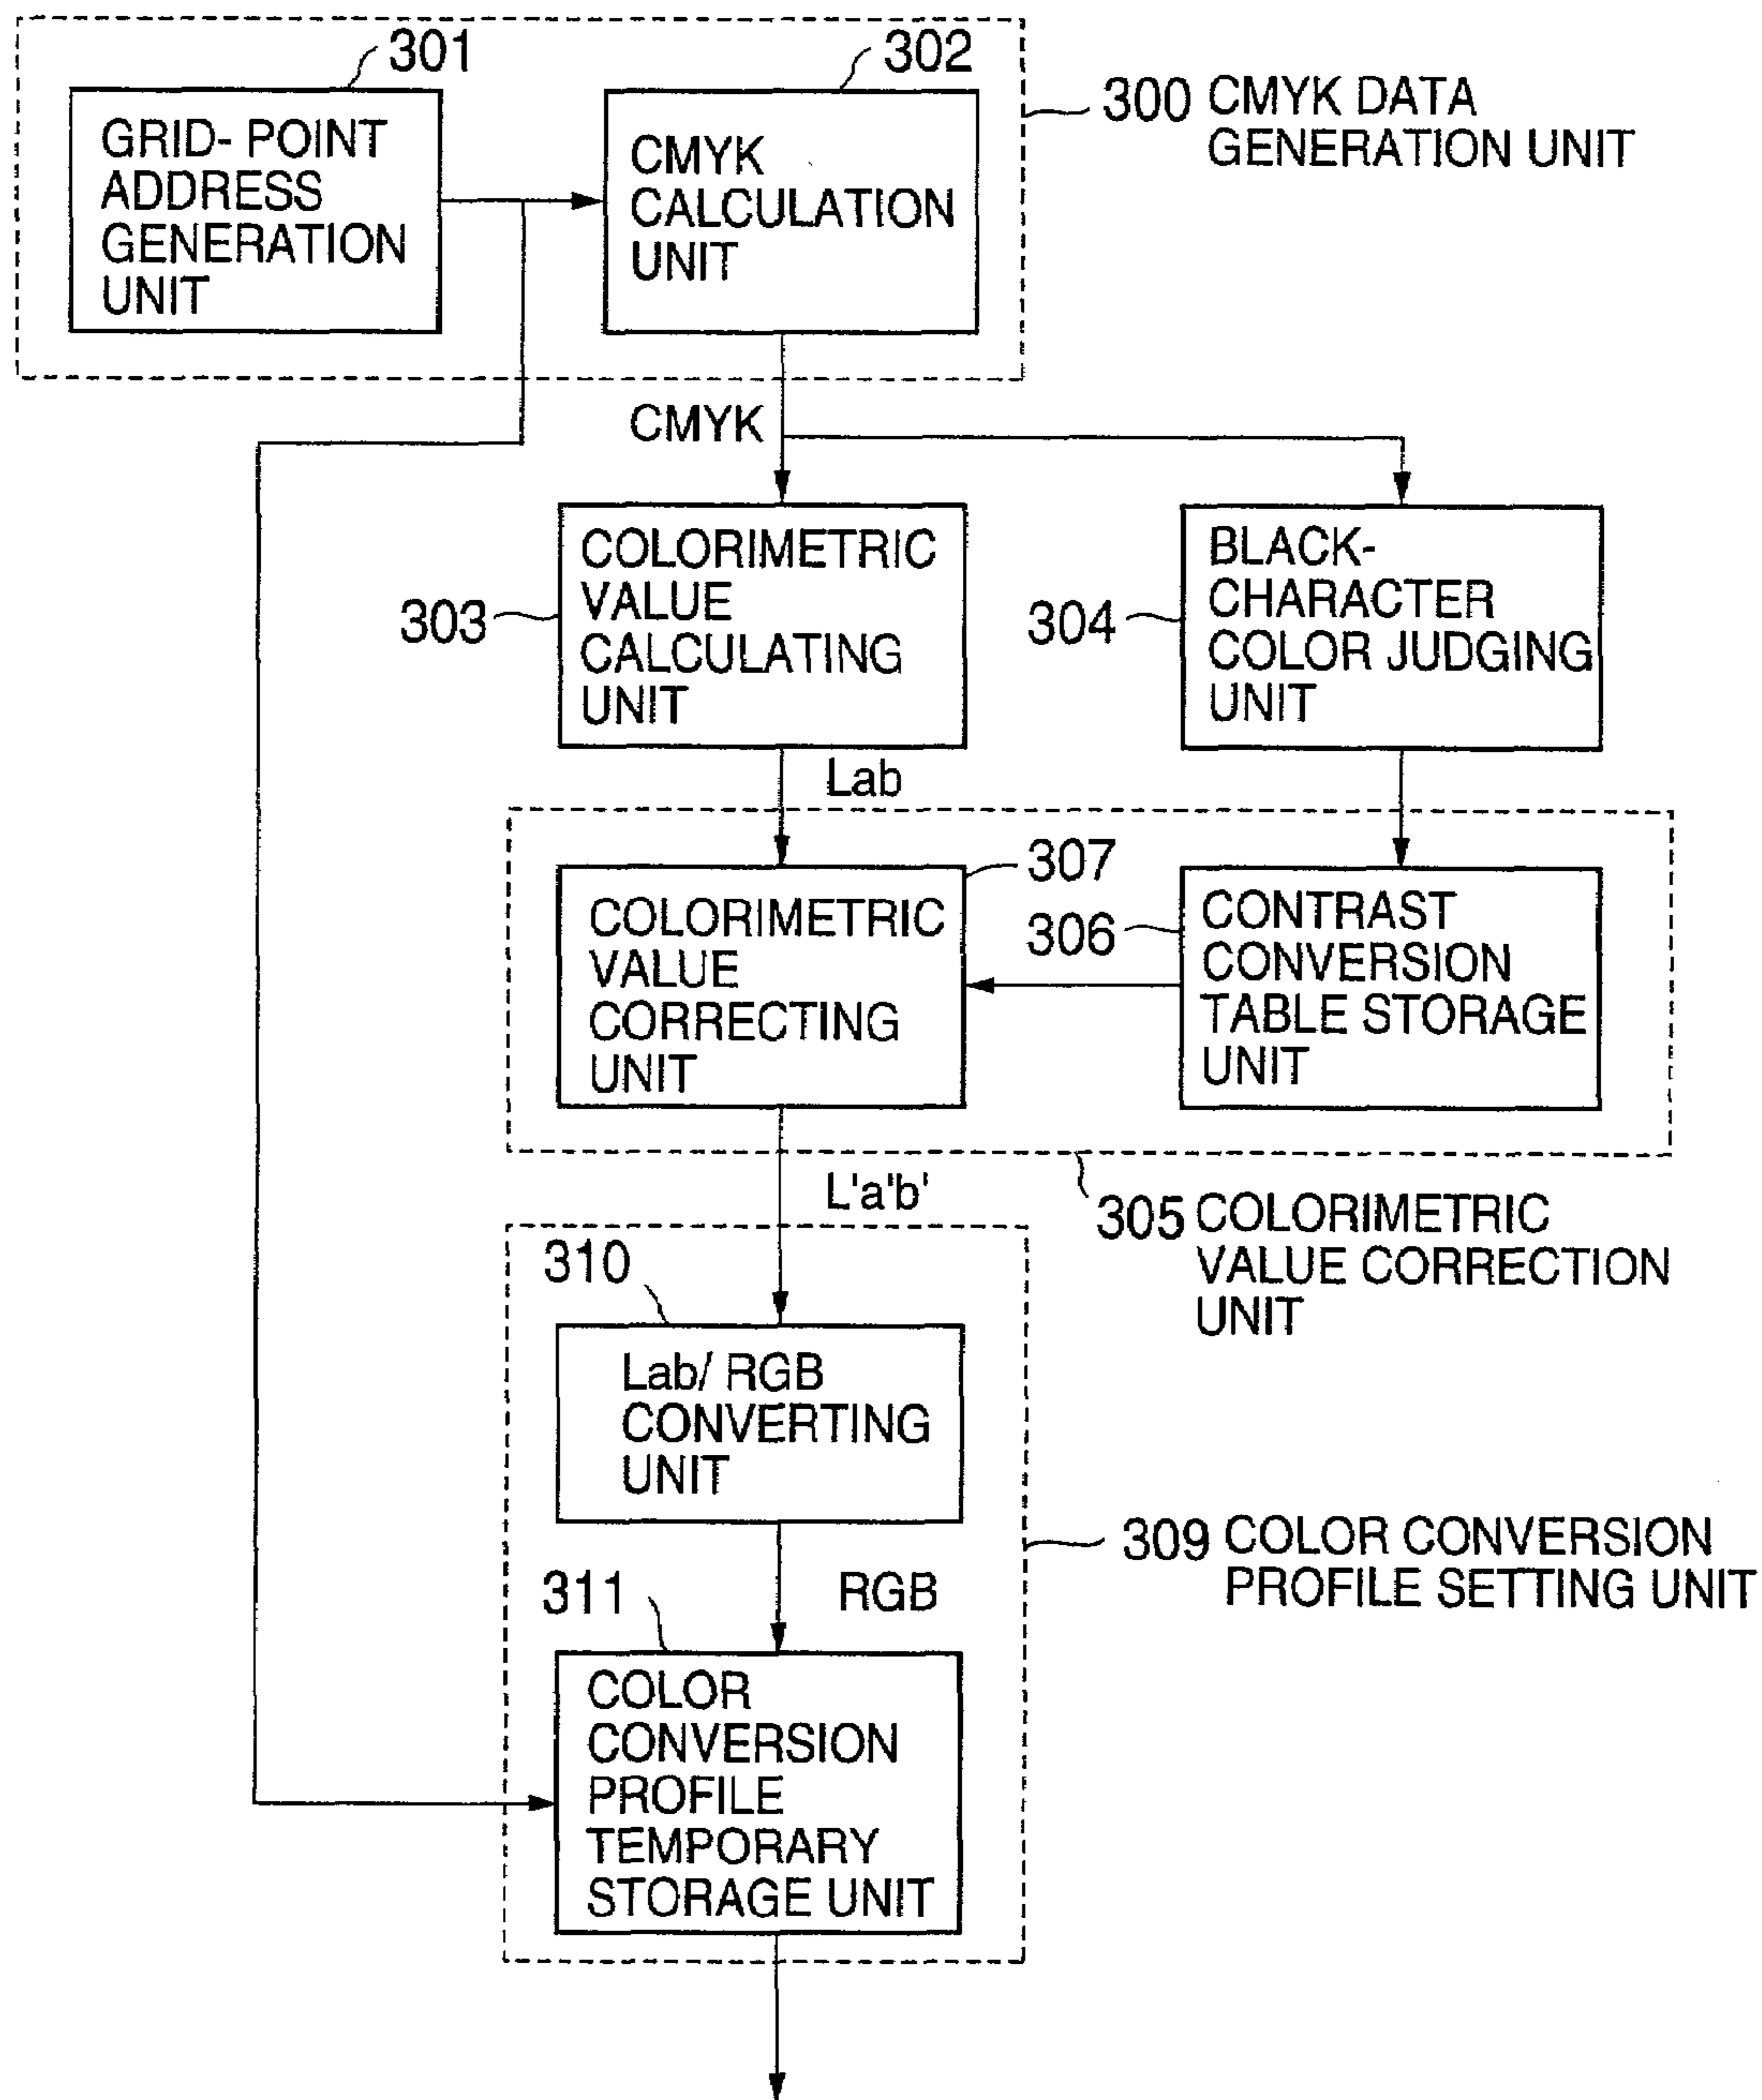 301
302
GRID- POINT
ADDRESS
GENERATION
UNIT
CMYK
CALCULATION
UNIT
300 CMYK DATA
GENERATION UNIT
CMYK
303
COLORIMETRIC
VALUE
CALCULATING
UNIT
304
BLACK-
CHARACTER
COLOR JUDGING
UNIT
Lab
307
COLORIMETRIC
VALUE
CORRECTING
UNIT
306
CONTRAST
CONVERSION
TABLE STORAGE
UNIT
L'a'b'
305 COLORIMETRIC
VALUE CORRECTION
UNIT
310
Lab/ RGB
CONVERTING
UNIT
309 COLOR CONVERSION
PROFILE SETTING UNIT
RGB
311
COLOR
CONVERSION
PROFILE
TEMPORARY
STORAGE UNIT